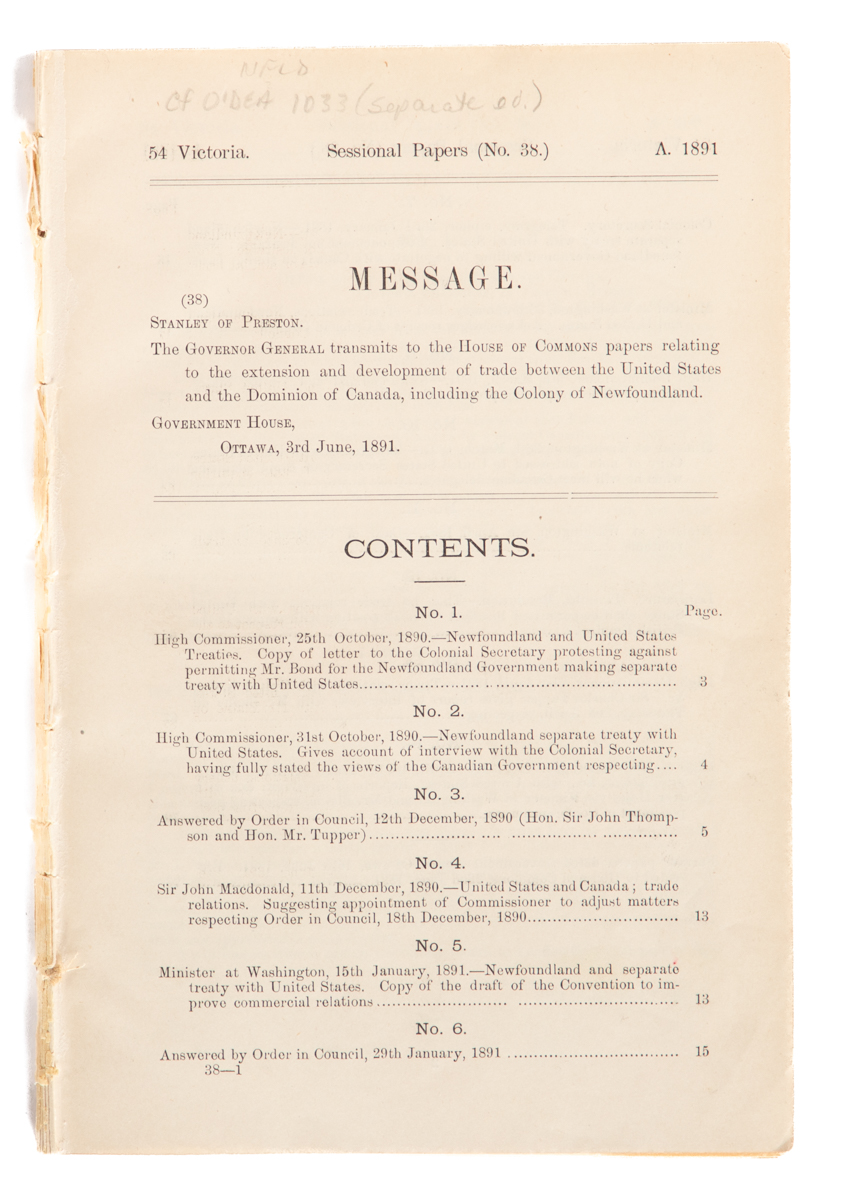 NFLD
Cf O'DEA 1033 (separate ed.)
54 Victoria. Sessional Papers (No. 38.) A. 1891
MESSAGE.
(38)
STANLEY OF PRESTON.
The GOVERNOR GENERAL transmits to the HOUSE OF COMMONS papers relating
to the extension and development of trade between the United States
and the Dominion of Canada, including the Colony of Newfoundland.
GOVERNMENT HOUSE,
OTTAWA, 3rd June, 1891.
CONTENTS.
No. 1. Page.
High Commissioner, 25th October, 1890.—Newfoundland and United States
Treaties. Copy of letter to the Colonial Secretary protesting against
permitting Mr. Bond for the Newfoundland Government making separate
treaty with United States........................ ..................................... 3
No. 2.
High Commissioner, 31st October, 1890.—Newfoundland separate treaty with
United States. Gives account of interview with the Colonial Secretary,
having fully stated the views of the Canadian Government respecting.... 4
No. 3.
Answered by Order in Council, 12th December, 1890 (Hon. Sir John Thomp-
son and Hon. Mr. Tupper)..................... .... ................. ............... 5
No. 4.
Sir John Macdonald, 11th December, 1890.—United States and Canada; trade
relations. Suggesting appointment of Commissioner to adjust matters
respecting Order in Council, 18th December, 1890.............................. 13
No. 5.
Minister at Washington, 15th January, 1891.—Newfoundland and separate
treaty with United States. Copy of the draft of the Convention to im-
prove commercial relations.......................... ............................... 13
No. 6.
Answered by Order in Council, 29th January, 1891 .................................. 15
38—1